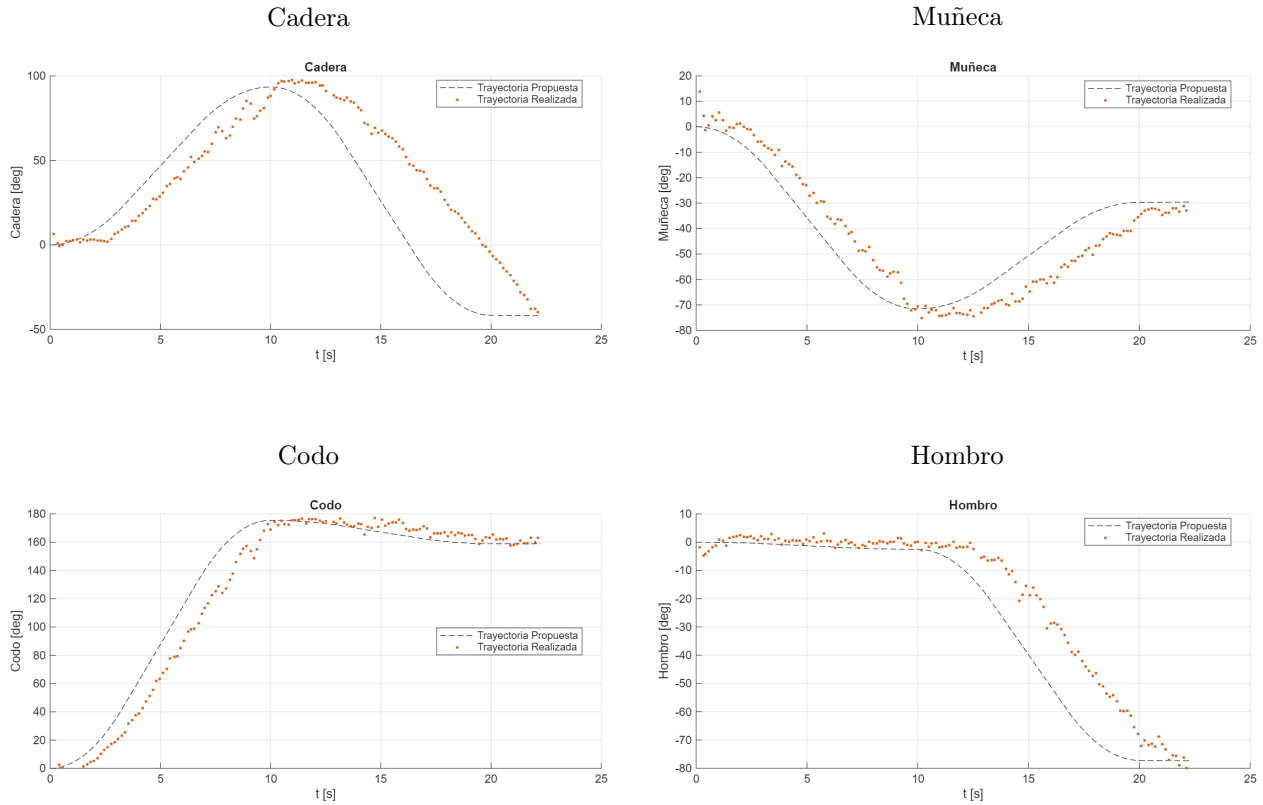 Cadera
Cadera
100
50
0
-50
Cadera [deg]
0 5 10 15 20 25
t [s]
Trayectoria Propuesta
Trayectoria Realizada
Muñeca
Muñeca
20
10
0
-10
-20
-30
-40
-50
-60
-70
-80
Muñeca [deg]
0 5 10 15 20 25
t [s]
Trayectoria Propuesta
Trayectoria Realizada
Codo
Codo
180
160
140
120
100
80
60
40
20
0
Codo [deg]
0 5 10 15 20 25
t [s]
Trayectoria Propuesta
Trayectoria Realizada
Hombro
Hombro
10
0
-10
-20
-30
-40
-50
-60
-70
-80
Hombro [deg]
0 5 10 15 20 25
t [s]
Trayectoria Propuesta
Trayectoria Realizada